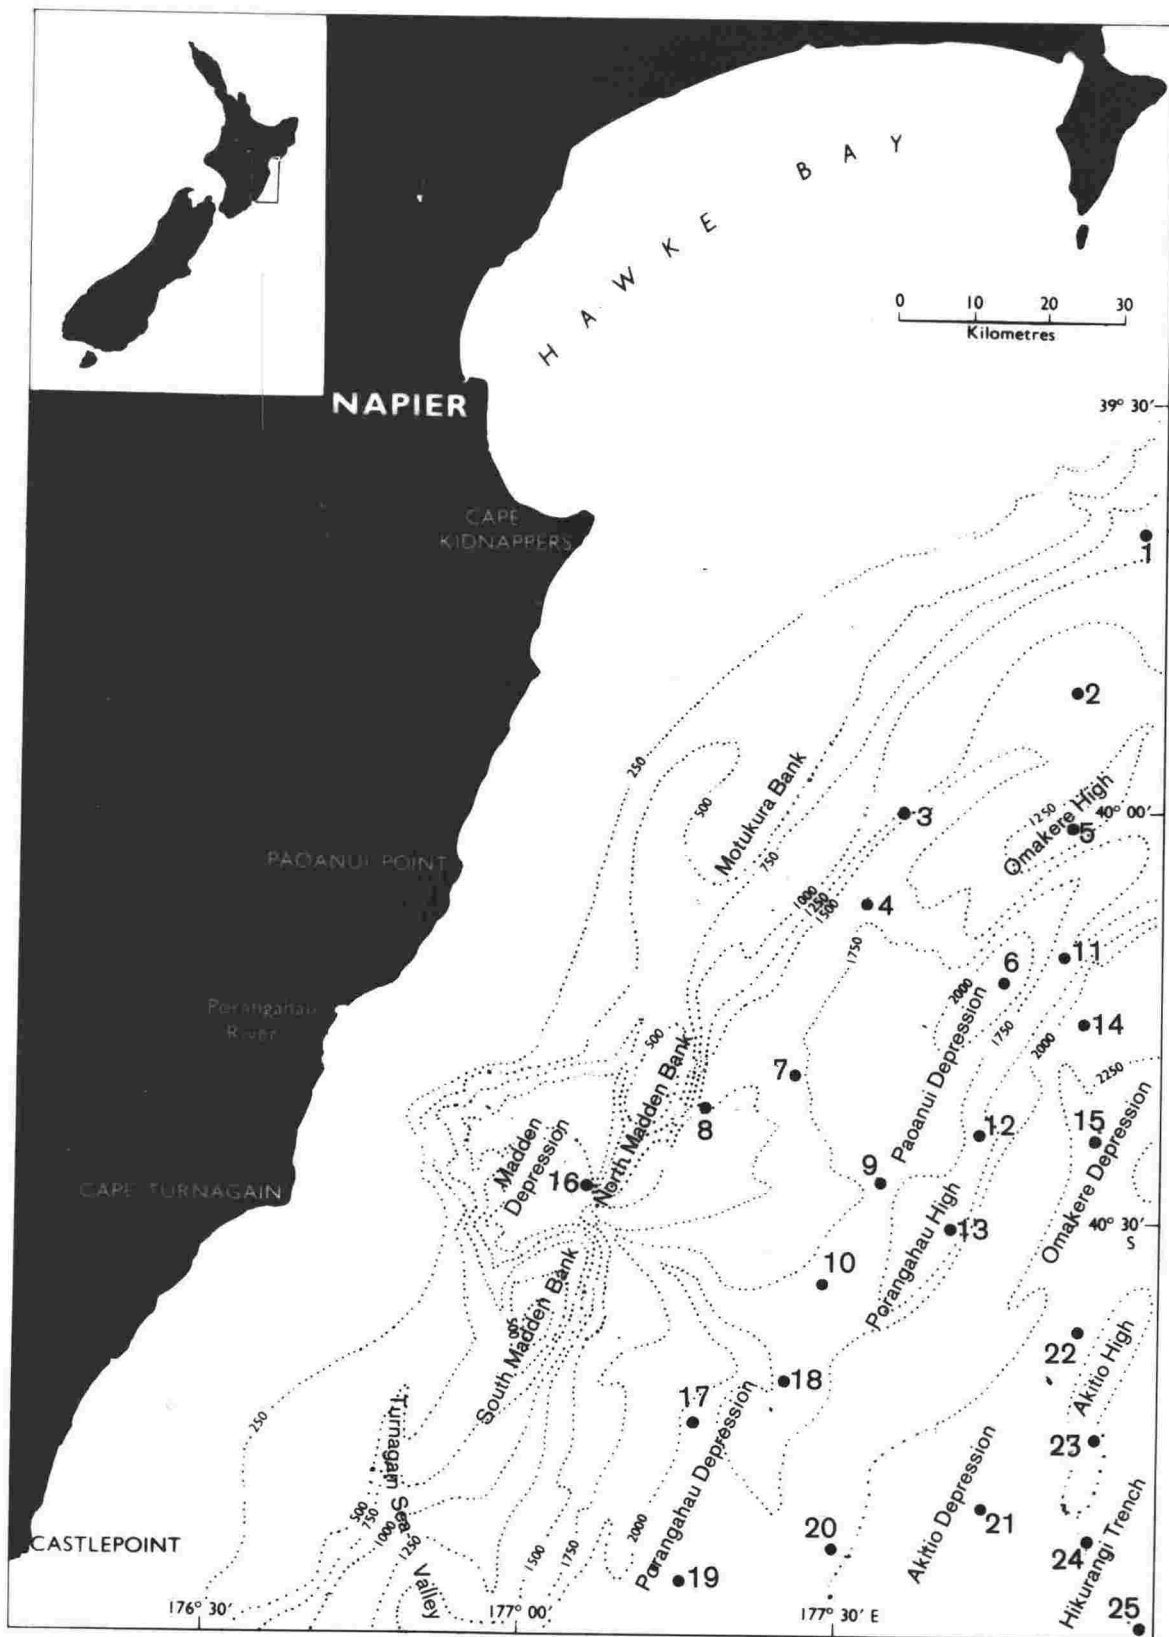 HAWKE BAY
0 10 20 30
Kilometres
NAPIER
39° 30′
CAPE
KIDNAPPERS
1
2
250
500
Motukura Bank
750
3
1250
Omakere High
5
40° 00′
PAOANUI POINT
1000
1250
1500
4
1750
11
6
2000
Paoanui Depression
1750
2000
14
Porangahau
River
500
North Madden Bank
7
2250
8
Madden
Depression
12
15
Omakere Depression
16
9
CAPE TURNAGAIN
Porangahau High
13
40° 30′
S
10
500
South Madden Bank
22
Akitio High
18
17
250
Turnagain Sea
Valley
23
Porangahau Depression
Akitio Depression
21
500
750
1000
1250
1500
1750
2000
20
24
Hikurangi Trench
CASTLEPOINT
19
25
176° 30′
177° 00′
177° 30′ E